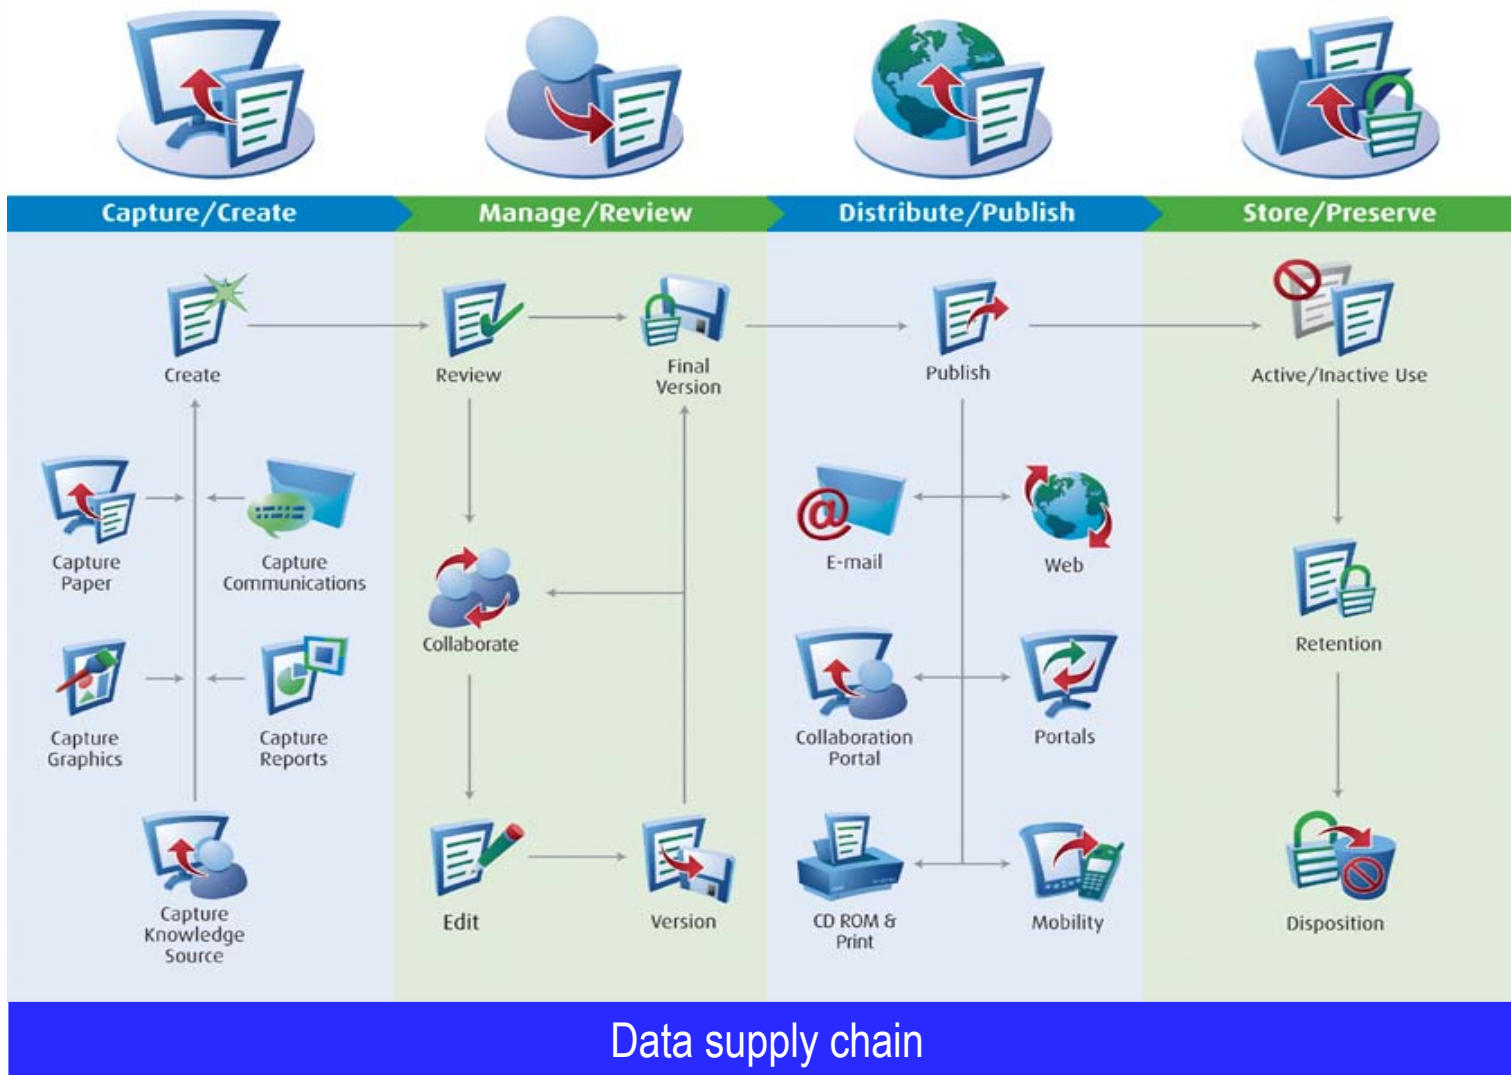 Capture/Create
Manage/Review
Distribute/Publish
Store/Preserve
Create
Review
Final
Version
Publish
Active/Inactive Use
Capture
Paper
Capture
Communications
Collaborate
E-mail
Web
Retention
Capture
Graphics
Capture
Reports
Collaboration
Portal
Portals
Capture
Knowledge
Source
Edit
Version
CD ROM &
Print
Mobility
Disposition
Data supply chain